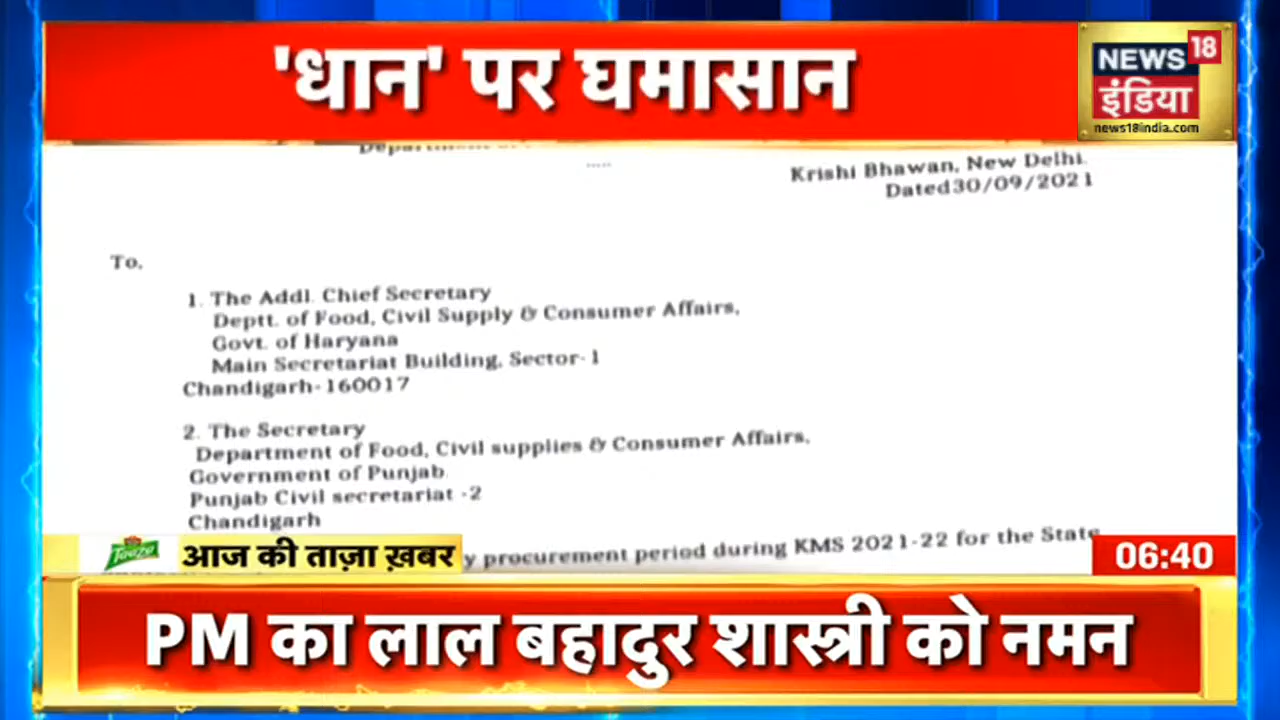 'धान' पर घमासान
NEWS 18
इंडिया
news18india.com
Krishi Bhawan, New Delhi.
Dated30/09/2021
To,
1. The Addl. Chief Secretary
Deptt. of Food, Civil Supply & Consumer Affairs,
Govt. of Haryana
Main Secretariat Building, Sector-1
Chandigarh-160017
2. The Secretary
Department of Food, Civil supplies & Consumer Affairs,
Government of Punjab.
Punjab Civil secretariat -2
Chandigarh
y procurement period during KMS 2021-22 for the State
Taaza
आज की ताज़ा ख़बर
06:40
PM का लाल बहादुर शास्त्री को नमन